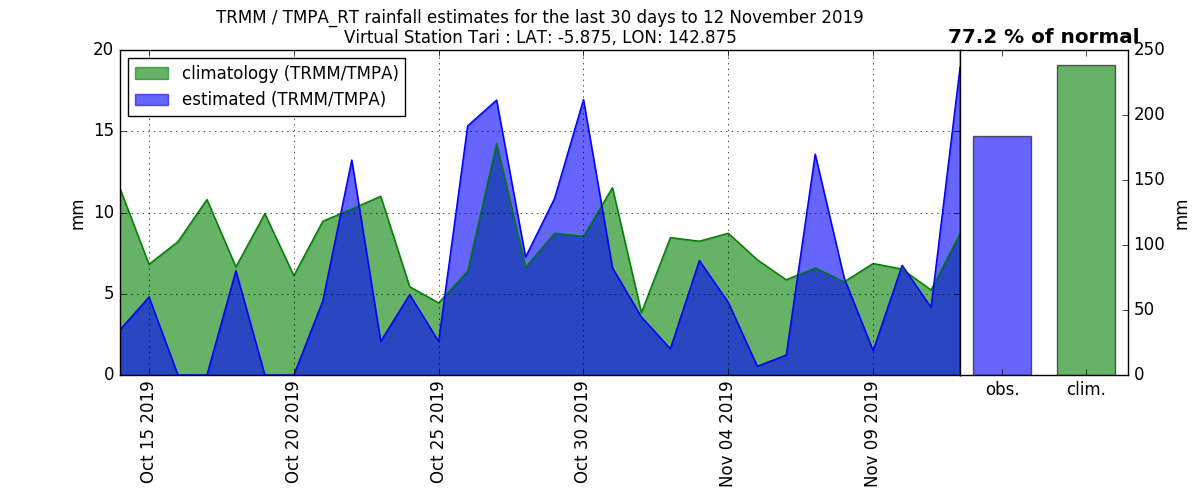 TRMM / TMPA_RT rainfall estimates for the last 30 days to 12 November 2019
Virtual Station Tari : LAT: -5.875, LON: 142.875
77.2 % of normal
climatology (TRMM/TMPA)
estimated (TRMM/TMPA)
20
15
10
5
0
mm
Oct 15 2019
Oct 20 2019
Oct 25 2019
Oct 30 2019
Nov 04 2019
Nov 09 2019
250
200
150
100
50
0
mm
obs.
clim.